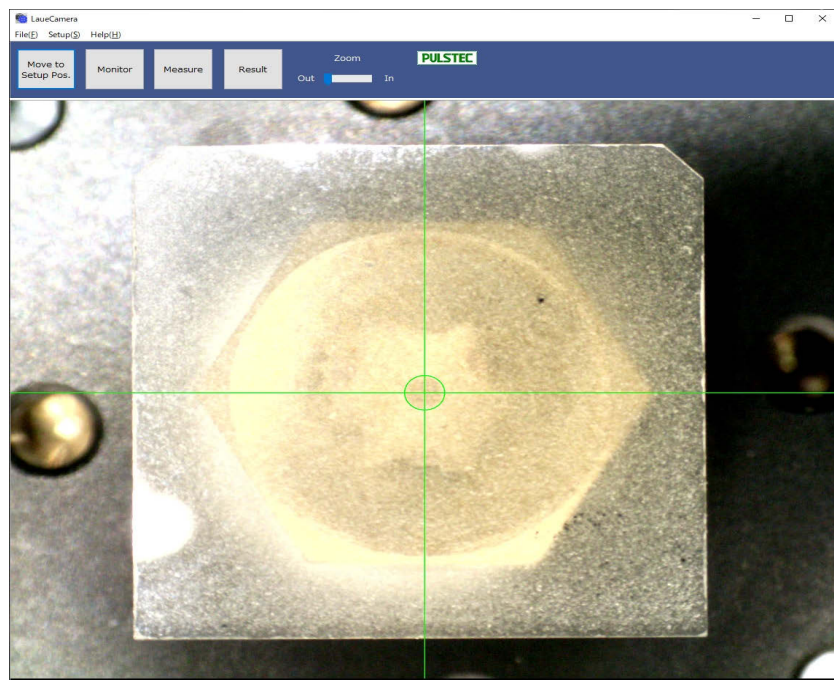 LaueCamera
File(F) Setup(S) Help(H)
Move to
Setup Pos.
Monitor
Measure
Result
Zoom
Out
In
PULSTEC